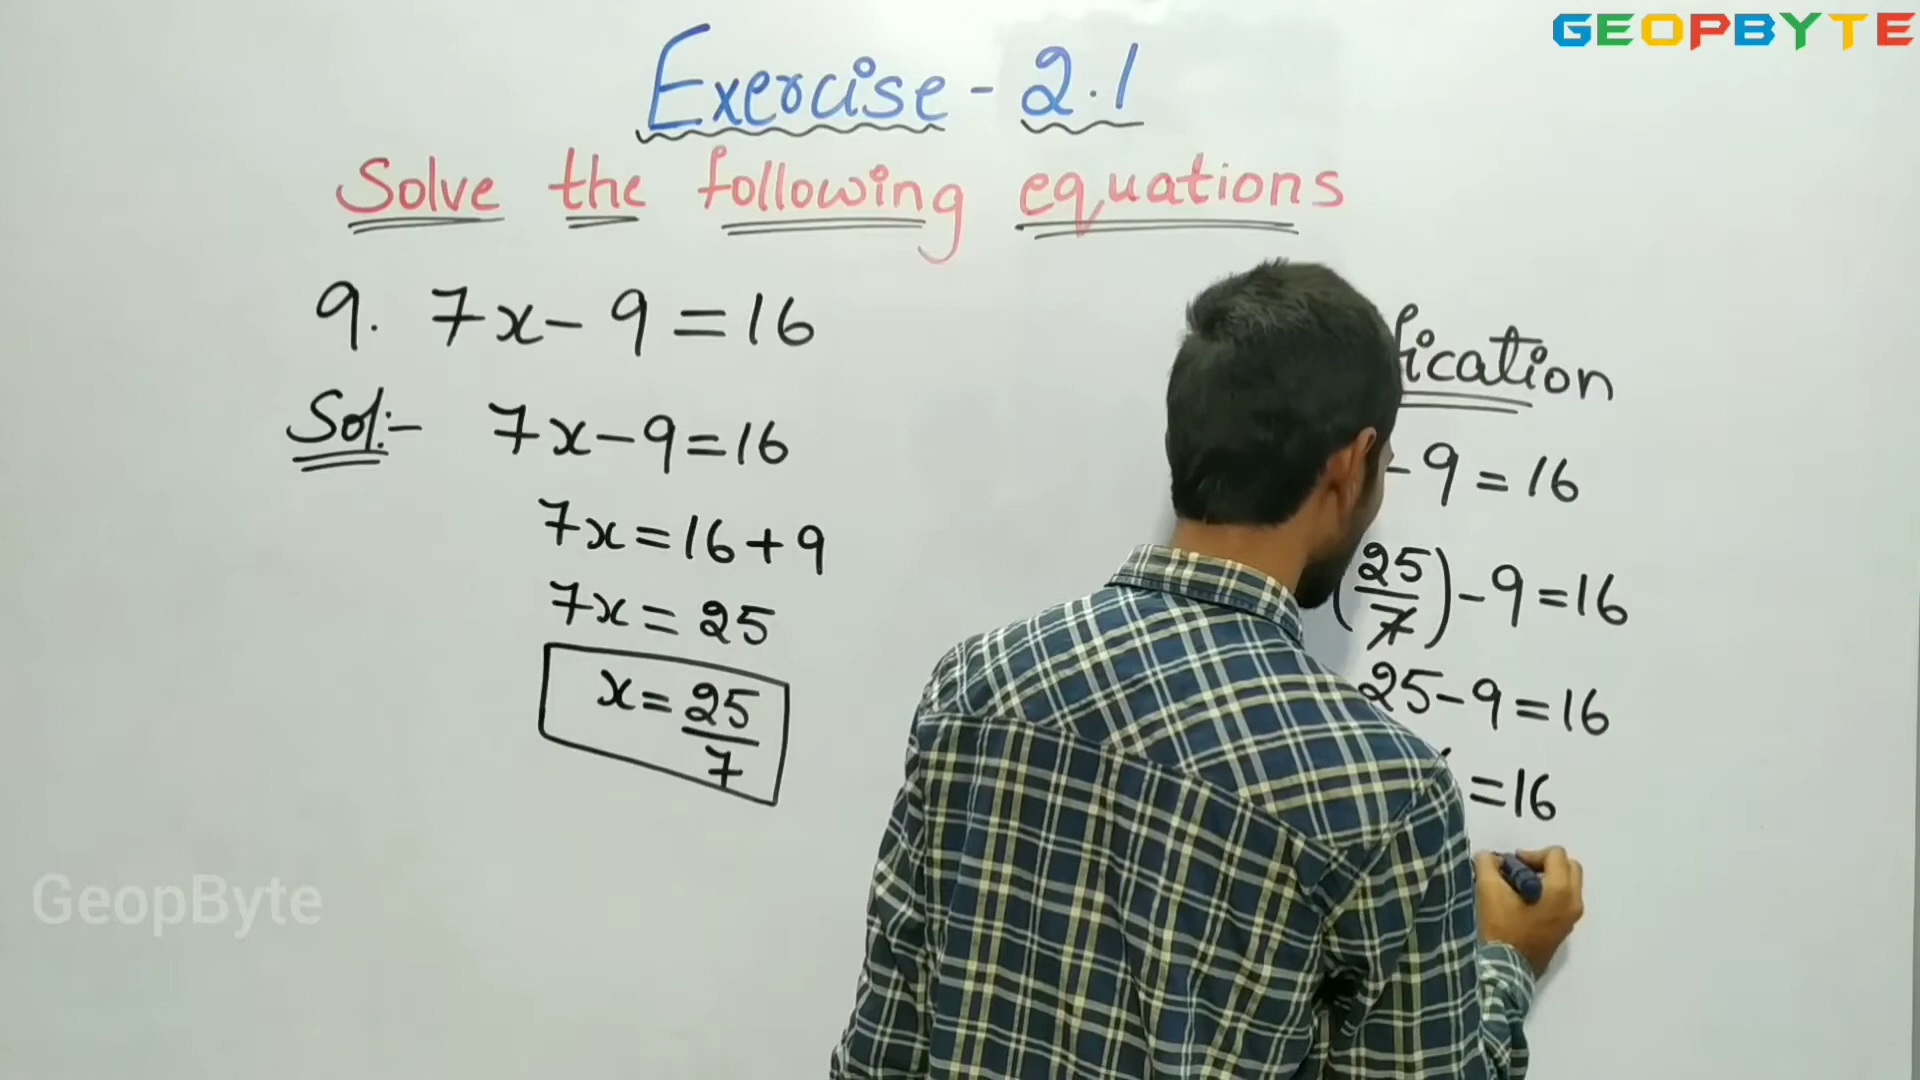 GEOPBYTE
Exercise - 2.1
Solve the following equations
9. 7x - 9 = 16
Sol:- 7x - 9 = 16
7x = 16 + 9
7x = 25
x = 25/7
- 9 = 16
(25/7) - 9 = 16
25 - 9 = 16
= 16
GeopByte